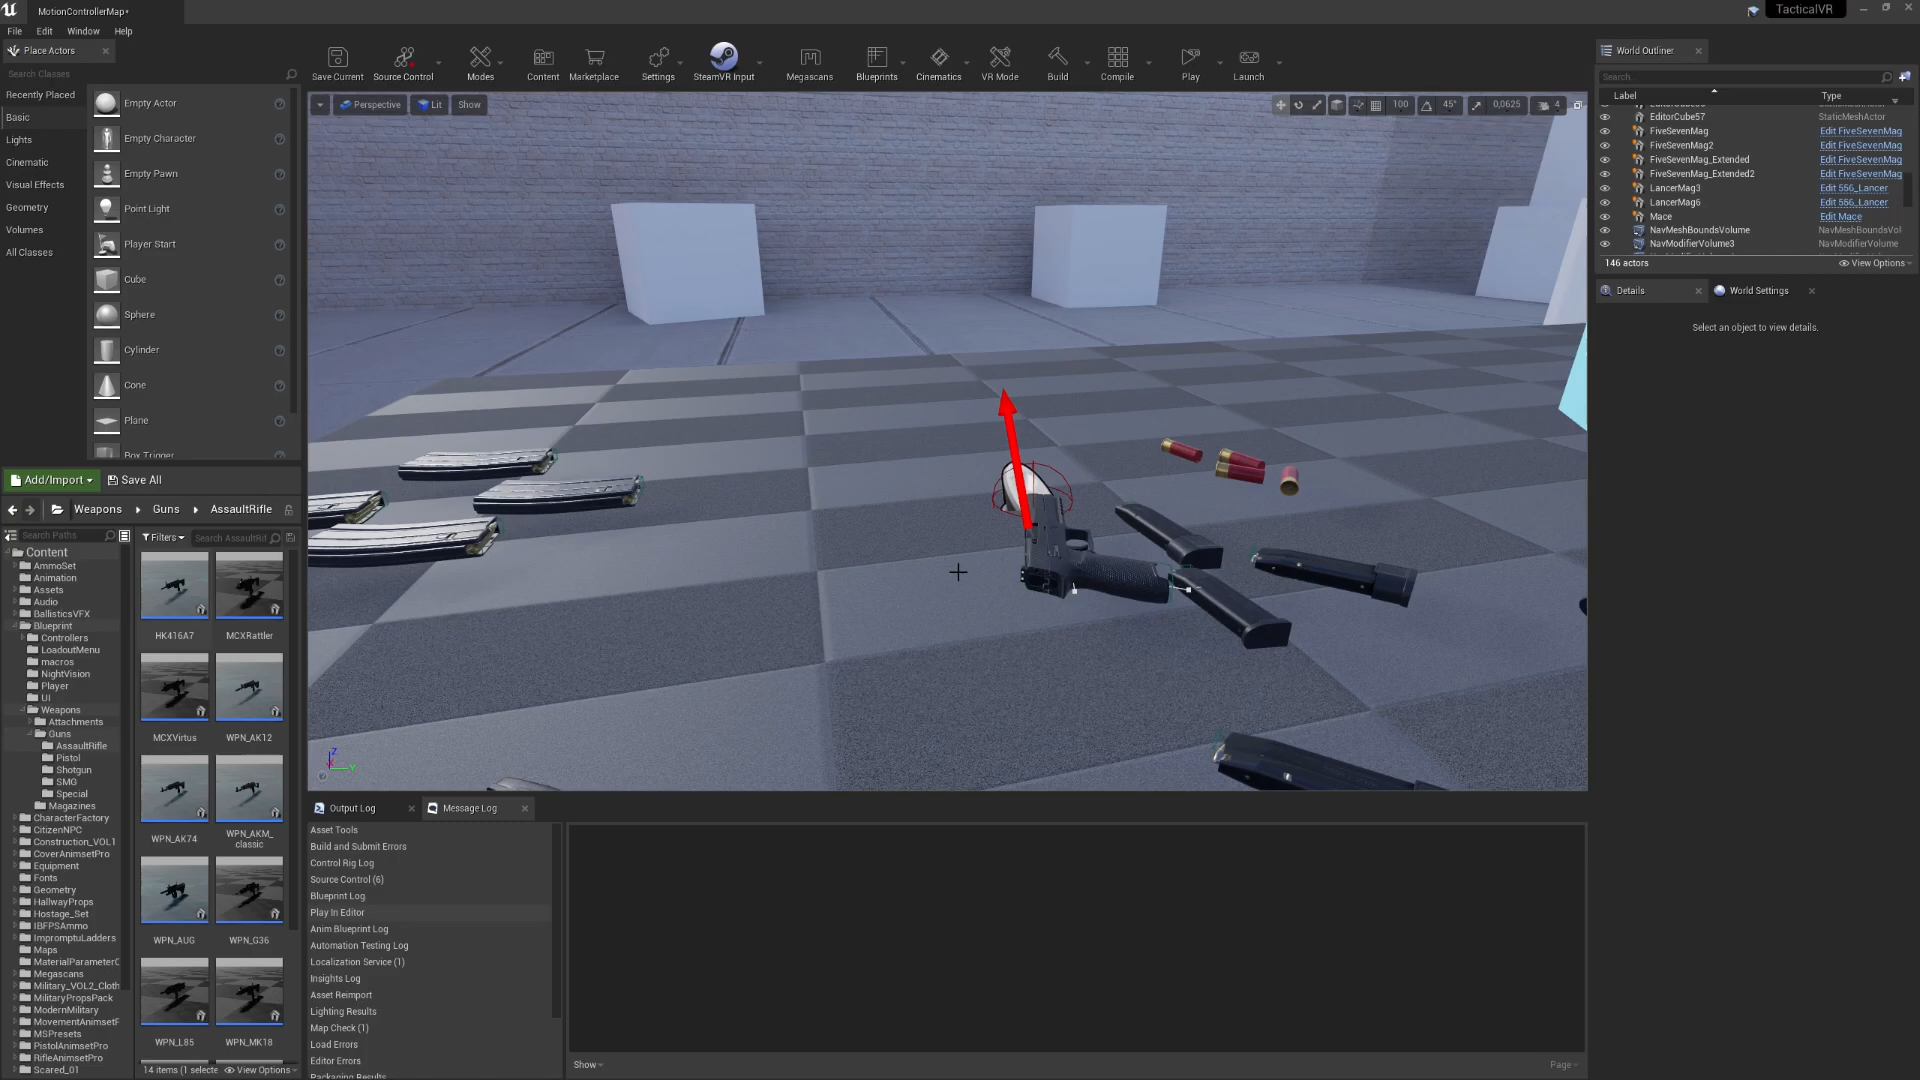 MotionControllerMap*
TacticalVR
File
Edit
Window
Help
Place Actors
Search Classes
Recently Placed
Basic
Lights
Cinematic
Visual Effects
Geometry
Volumes
All Classes
Empty Actor
Empty Character
Empty Pawn
Point Light
Player Start
Cube
Sphere
Cylinder
Cone
Plane
Box Trigger
Save Current
Source Control
Modes
Content
Marketplace
Settings
SteamVR Input
Megascans
Blueprints
Cinematics
VR Mode
Build
Compile
Play
Launch
Perspective
Lit
Show
100
45°
0,0625
4
Z
Y
World Outliner
Search...
Label
Type
EditorCube57
StaticMeshActor
FiveSevenMag
Edit FiveSevenMag
FiveSevenMag2
Edit FiveSevenMag
FiveSevenMag_Extended
Edit FiveSevenMag
FiveSevenMag_Extended2
Edit FiveSevenMag
LancerMag3
Edit 556_Lancer
LancerMag6
Edit 556_Lancer
Mace
Edit Mace
NavMeshBoundsVolume
NavMeshBoundsVol
NavModifierVolume3
NavModifierVolume
146 actors
View Options
Details
World Settings
Select an object to view details.
Add/Import
Save All
Weapons
Guns
AssaultRifle
Search Paths
Filters
Search AssaultRif
Content
AmmoSet
Animation
Assets
Audio
BallisticsVFX
Blueprint
Controllers
LoadoutMenu
macros
NightVision
Player
UI
Weapons
Attachments
Guns
AssaultRifle
Pistol
Shotgun
SMG
Special
Magazines
CharacterFactory
CitizenNPC
Construction_VOL1
CoverAnimsetPro
Equipment
Fonts
Geometry
HallwayProps
Hostage_Set
IBFPSAmmo
ImpromptuLadders
Maps
MaterialParameterC
Megascans
Military_VOL2_Cloth
MilitaryPropsPack
ModernMilitary
MovementAnimsetP
MSPresets
PistolAnimsetPro
RifleAnimsetPro
Scared_01
HK416A7
MCXRattler
MCXVirtus
WPN_AK12
WPN_AK74
WPN_AKM_
classic
WPN_AUG
WPN_G36
WPN_L85
WPN_MK18
14 items (1 selecte
View Options
Output Log
Message Log
Asset Tools
Build and Submit Errors
Control Rig Log
Source Control (6)
Blueprint Log
Play In Editor
Anim Blueprint Log
Automation Testing Log
Localization Service (1)
Insights Log
Asset Reimport
Lighting Results
Map Check (1)
Load Errors
Editor Errors
Packaging Results
Show
Page